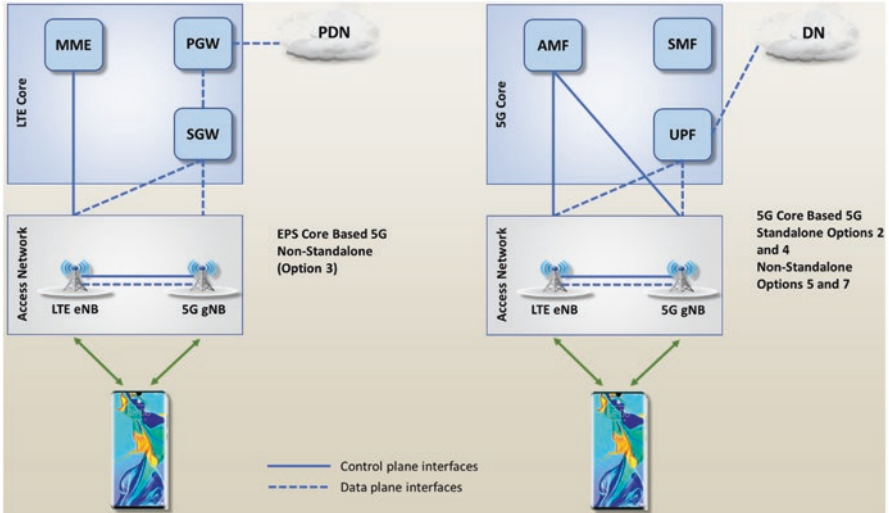 LTE Core
MME
PGW
SGW
PDN
Access Network
LTE eNB
5G gNB
EPS Core Based 5G
Non-Standalone
(Option 3)
5G Core
AMF
SMF
UPF
DN
Access Network
LTE eNB
5G gNB
5G Core Based 5G
Standalone Options 2
and 4
Non-Standalone
Options 5 and 7
Control plane interfaces
Data plane interfaces